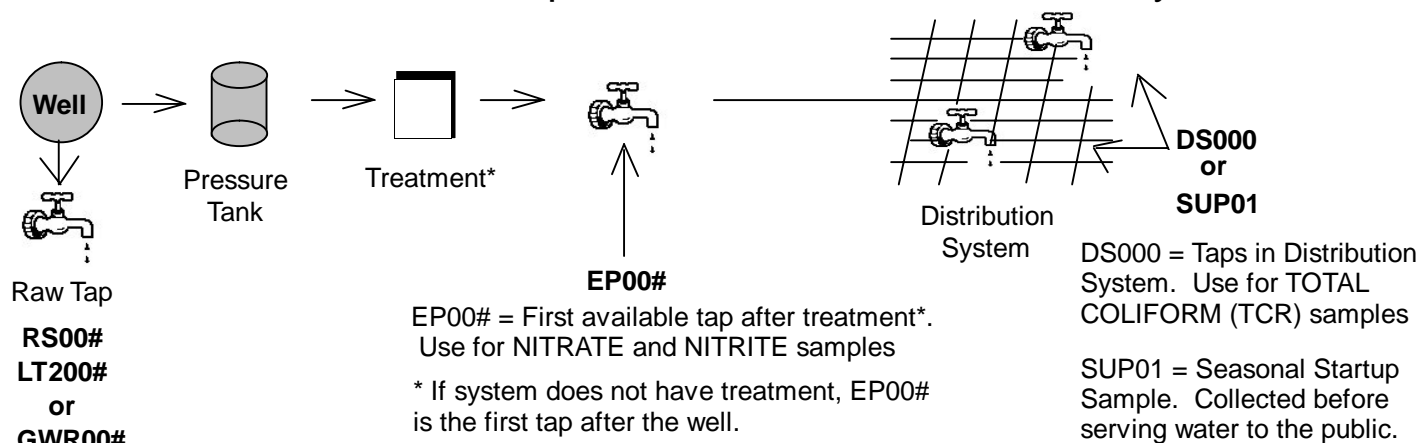 Well
Pressure
Tank
Treatment*
Raw Tap
RS00#
LT200#
or
GWR00#
EP00#
EP00# = First available tap after treatment*.
Use for NITRATE and NITRITE samples
* If system does not have treatment, EP00#
is the first tap after the well.
Distribution
System
DS000
or
SUP01
DS000 = Taps in Distribution
System. Use for TOTAL
COLIFORM (TCR) samples
SUP01 = Seasonal Startup
Sample. Collected before
serving water to the public.